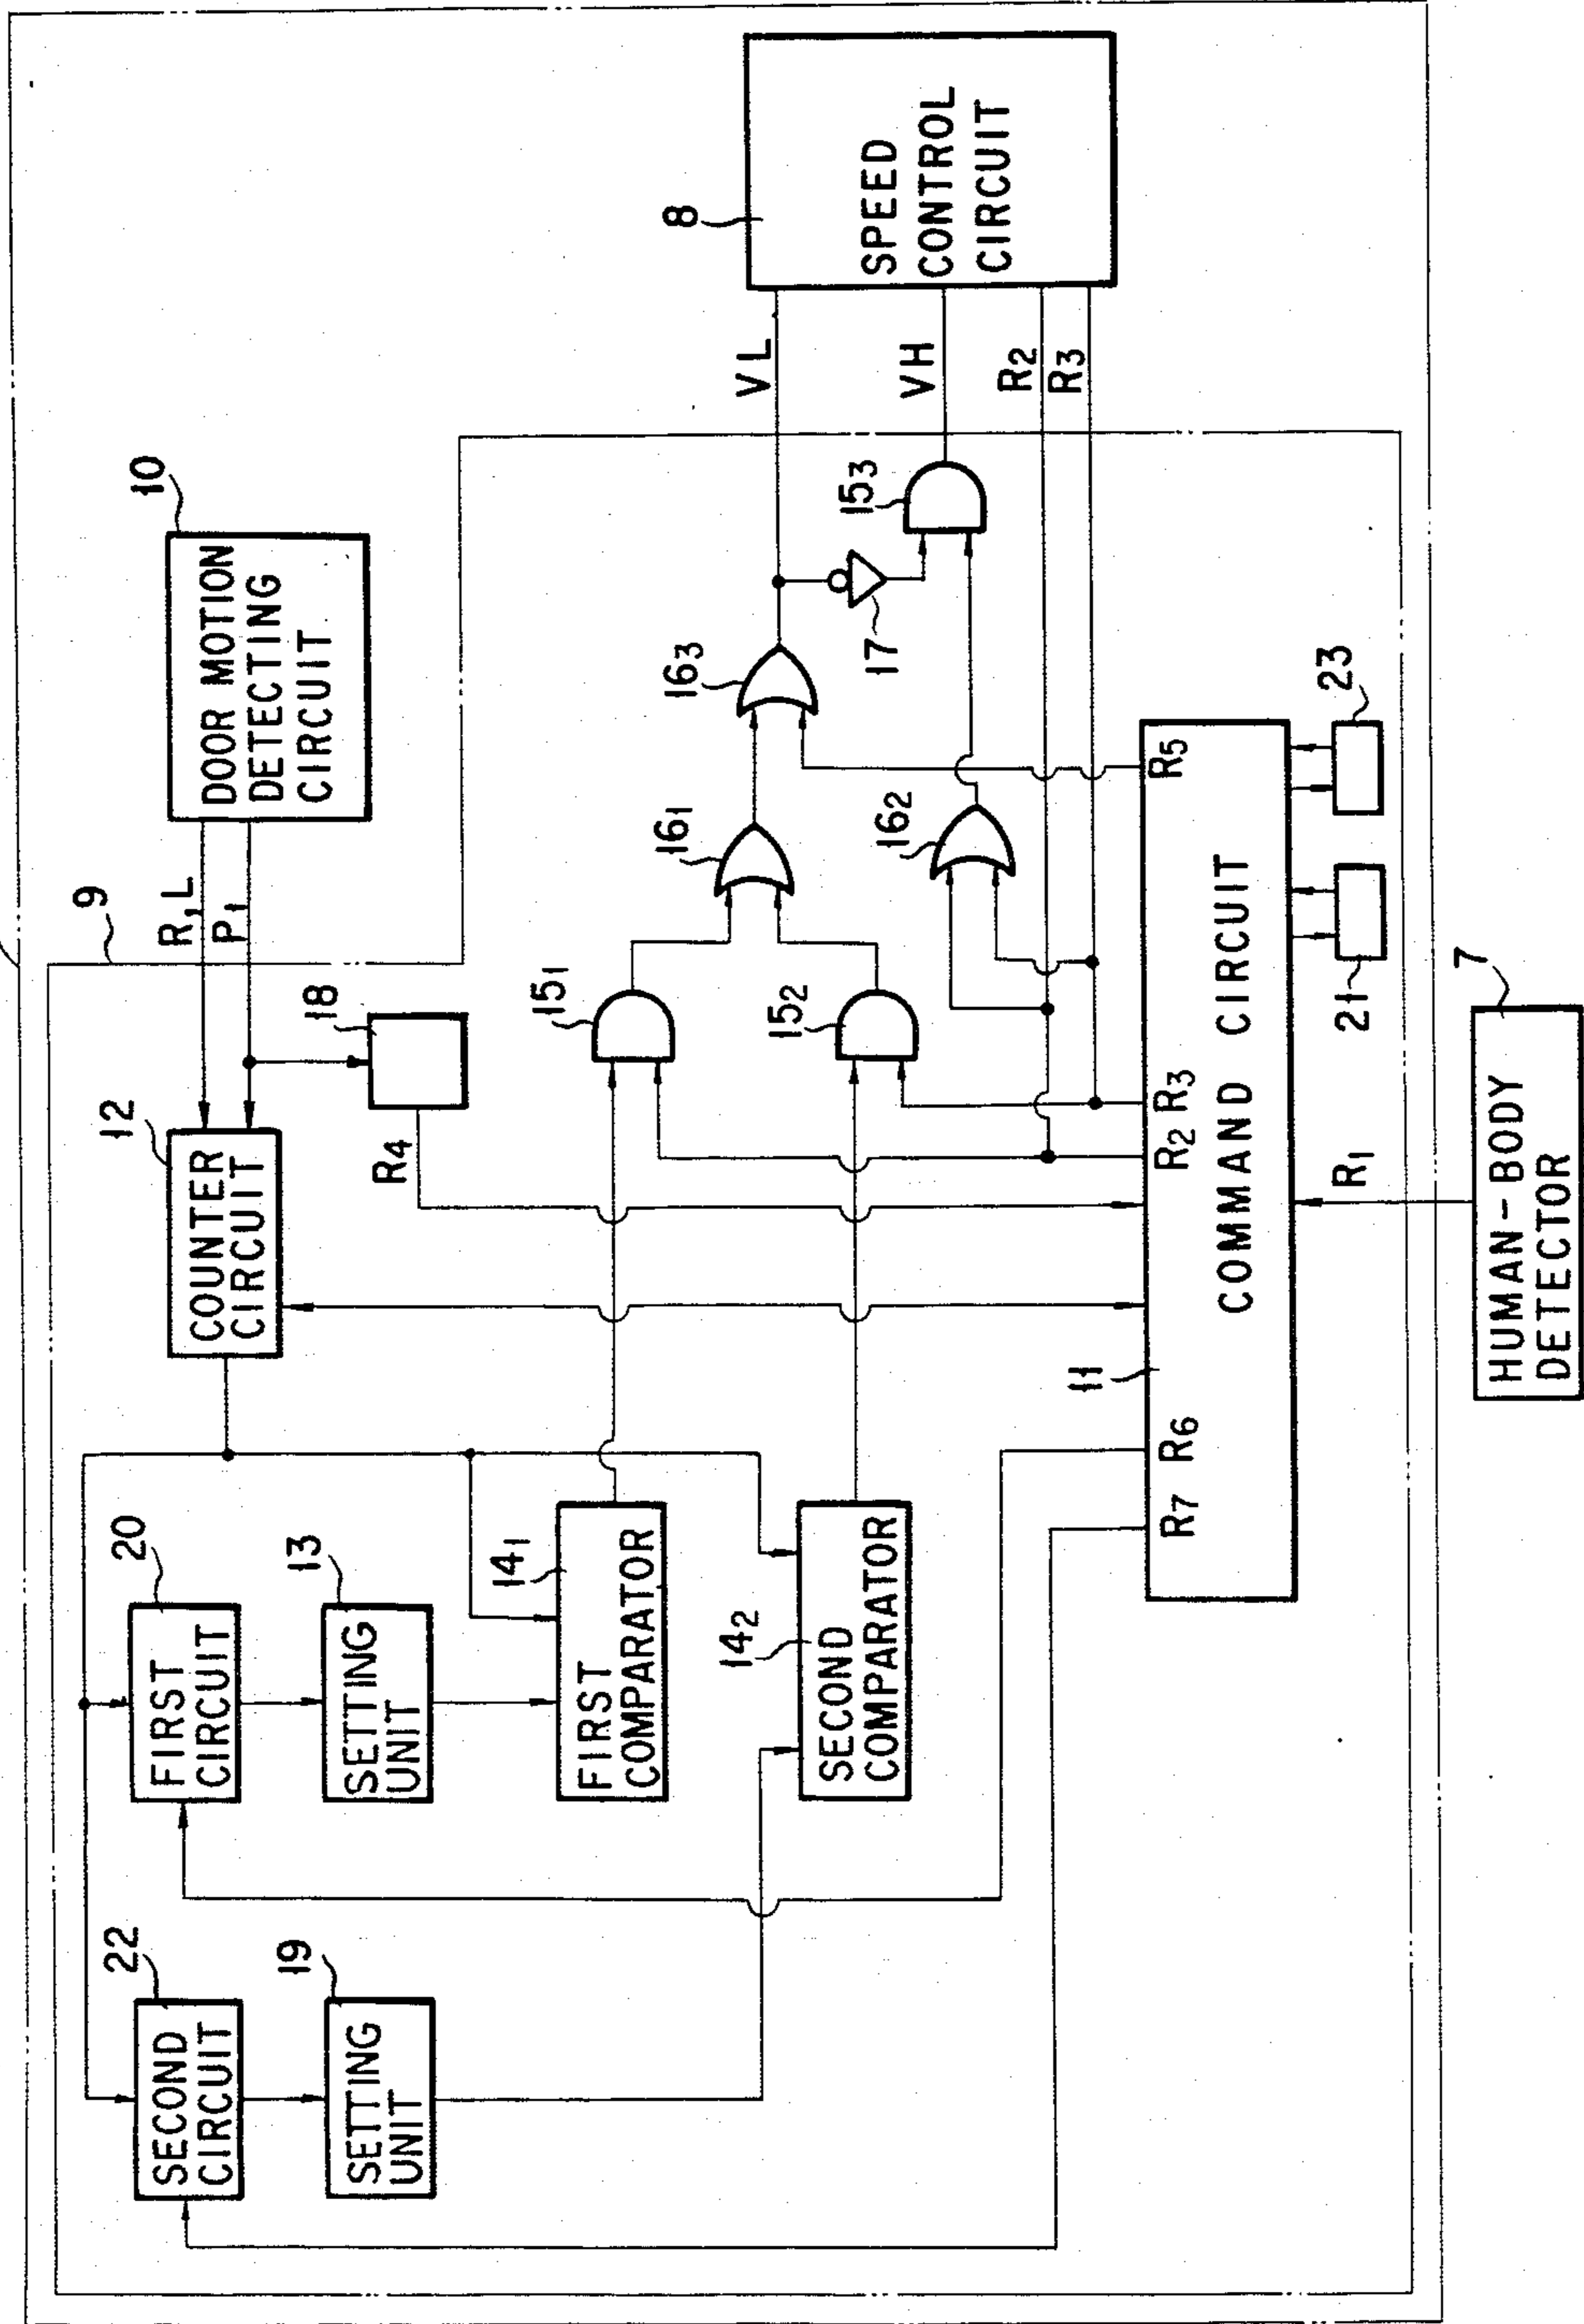 10
DOOR MOTION
DETECTING
CIRCUIT
R,L
P1
9
12
COUNTER
CIRCUIT
18
R4
20
FIRST
CIRCUIT
13
SETTING
UNIT
22
SECOND
CIRCUIT
19
SETTING
UNIT
141
FIRST
COMPARATOR
142
SECOND
COMPARATOR
151
152
161
162
163
17
153
VL
VH
R2
R3
8
SPEED
CONTROL
CIRCUIT
11
R7
R6
R2
R3
R5
COMMAND CIRCUIT
21
23
R1
7
HUMAN-BODY
DETECTOR